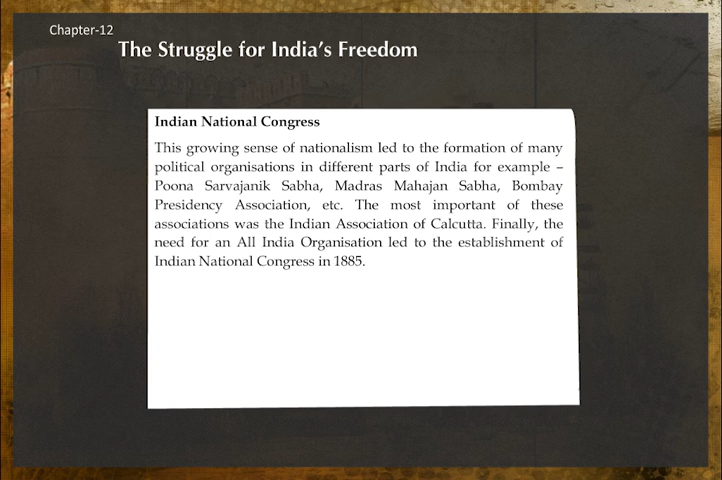 Chapter-12
The Struggle for India's Freedom
Indian National Congress
This growing sense of nationalism led to the formation of many
political organisations in different parts of India for example –
Poona Sarvajanik Sabha, Madras Mahajan Sabha, Bombay
Presidency Association, etc. The most important of these
associations was the Indian Association of Calcutta. Finally, the
need for an All India Organisation led to the establishment of
Indian National Congress in 1885.